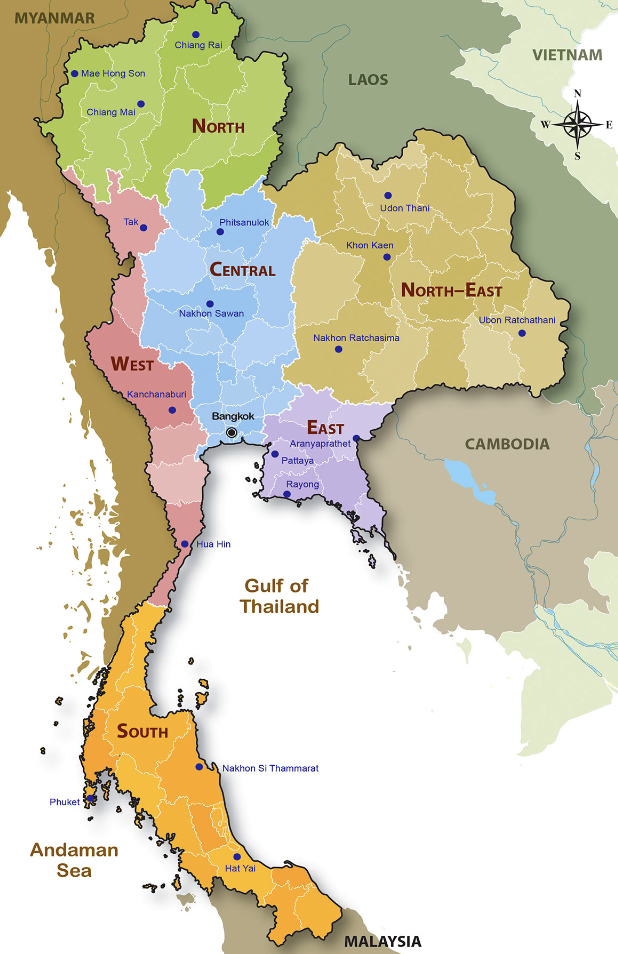 MYANMAR
Chiang Rai
VIETNAM
Mae Hong Son
LAOS
N
Chiang Mai
W
E
NORTH
S
Udon Thani
Tak
Phitsanulok
Khon Kaen
CENTRAL
NORTH–EAST
Nakhon Sawan
Ubon Ratchathani
Nakhon Ratchasima
WEST
Kanchanaburi
Bangkok
EAST
Aranyaprathet
CAMBODIA
Pattaya
Rayong
Hua Hin
Gulf of
Thailand
SOUTH
Nakhon Si Thammarat
Phuket
Andaman
Sea
Hat Yai
MALAYSIA